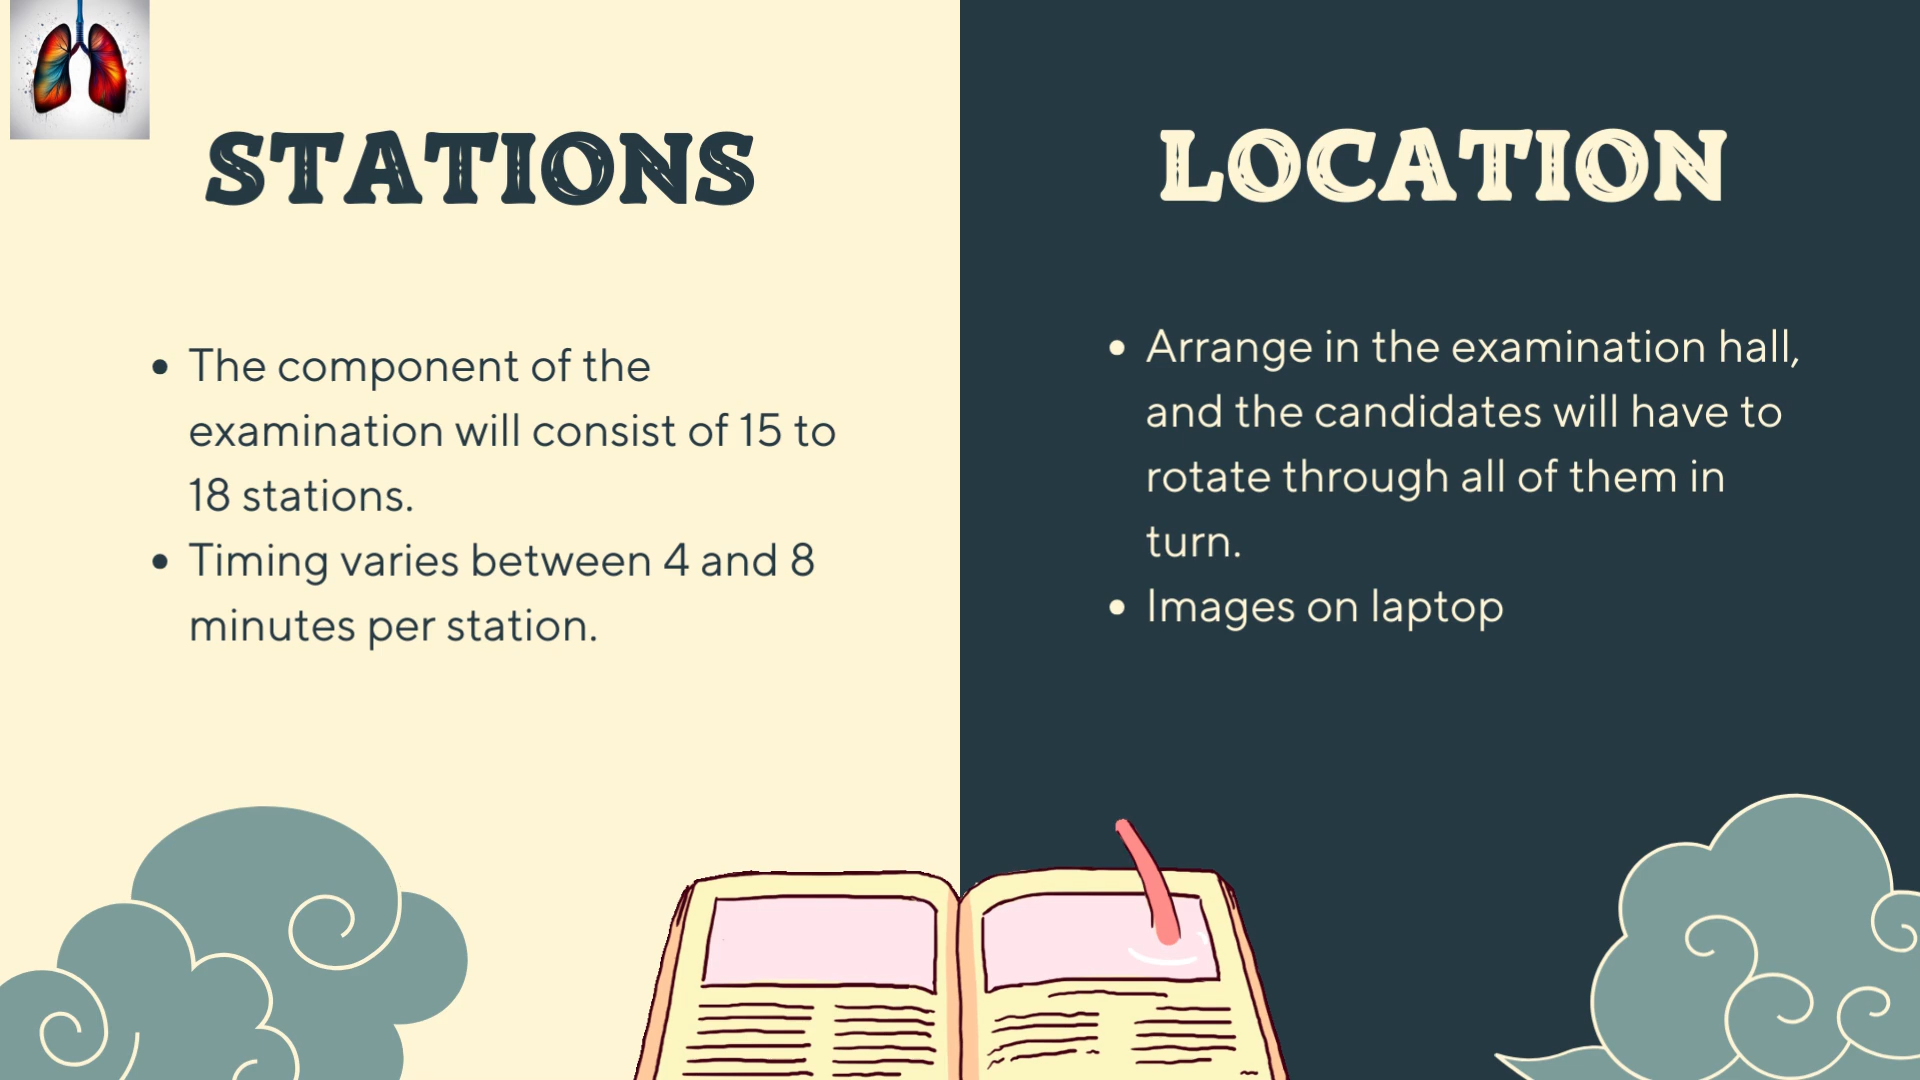 STATIONS
• The component of the
examination will consist of 15 to
18 stations.
• Timing varies between 4 and 8
minutes per station.
LOCATION
• Arrange in the examination hall,
and the candidates will have to
rotate through all of them in
turn.
• Images on laptop